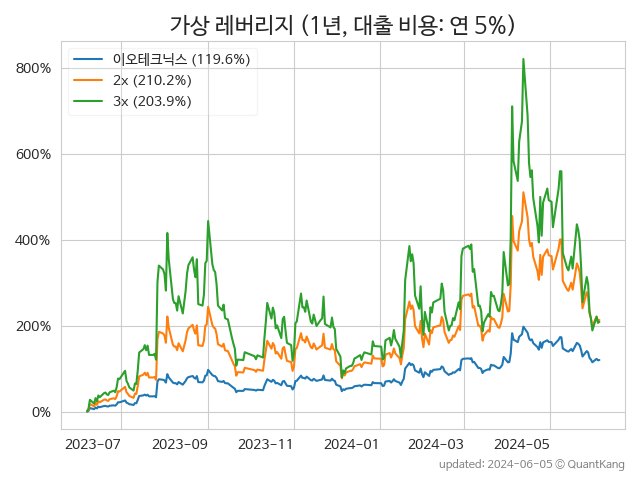 가상 레버리지 (1년, 대출 비용: 연 5%)
이오테크닉스 (119.6%)
2x (210.2%)
3x (203.9%)
800%
600%
400%
200%
0%
2023-07 2023-09 2023-11 2024-01 2024-03 2024-05
updated: 2024-06-05 © QuantKang